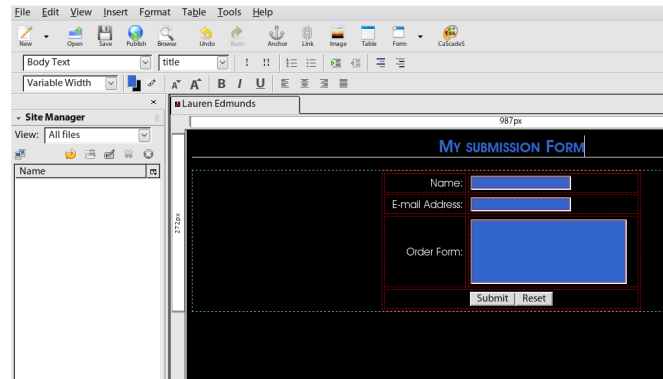 File Edit View Insert Format Table Tools Help
New Open Save Publish Browse Undo Redo Anchor Link Image Table Form CaScadeS
Body Text title ! !!
Variable Width A A B I U
Site Manager
View: All files
Name
Lauren Edmunds
987px
272px
My submission Form
Name:
E-mail Address:
Order Form:
Submit Reset